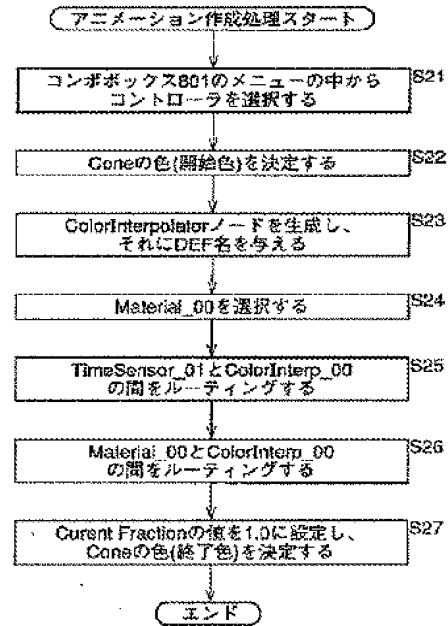 アニメーション作成処理スタート
コンボボックス801のメニューの中から
コントローラを選択する
S21
Coneの色(開始色)を決定する
S22
ColorInterpolatorノードを生成し、
それにDEF名を与える
S23
Material_00を選択する
S24
TimeSensor_01とColorInterp_00
の間をルーティングする
S25
Material_00とColorInterp_00
の間をルーティングする
S26
Curent Fractionの値を1.0に設定し、
Coneの色(終了色)を決定する
S27
エンド